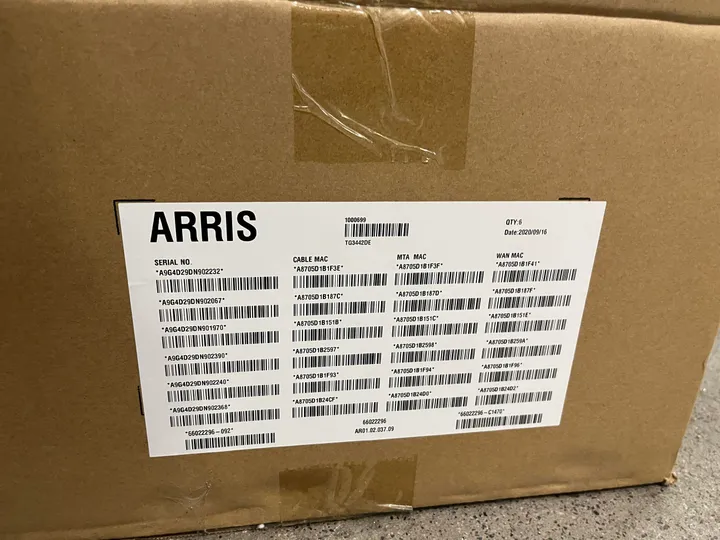 ARRIS
1000699
TG3442DE
QTY:6
Date:2020/09/16
SERIAL NO. CABLE MAC MTA MAC WAN MAC
*A9G4D29DN902232* *A8705D1B1F3E* *A8705D1B1F3F* *A8705D1B1F41*
*A9G4D29DN902067* *A8705D1B187C* *A8705D1B187D* *A8705D1B187F*
*A9G4D29DN901970* *A8705D1B151B* *A8705D1B151C* *A8705D1B151E*
*A9G4D29DN902390* *A8705D1B2597* *A8705D1B2598* *A8705D1B259A*
*A9G4D29DN902240* *A8705D1B1F93* *A8705D1B1F94* *A8705D1B1F96*
*A9G4D29DN902368* *A8705D1B24CF* *A8705D1B24D0* *A8705D1B24D2*
*66022296-092* 66022296 *66022296-C1470*
AR01.02.037.09